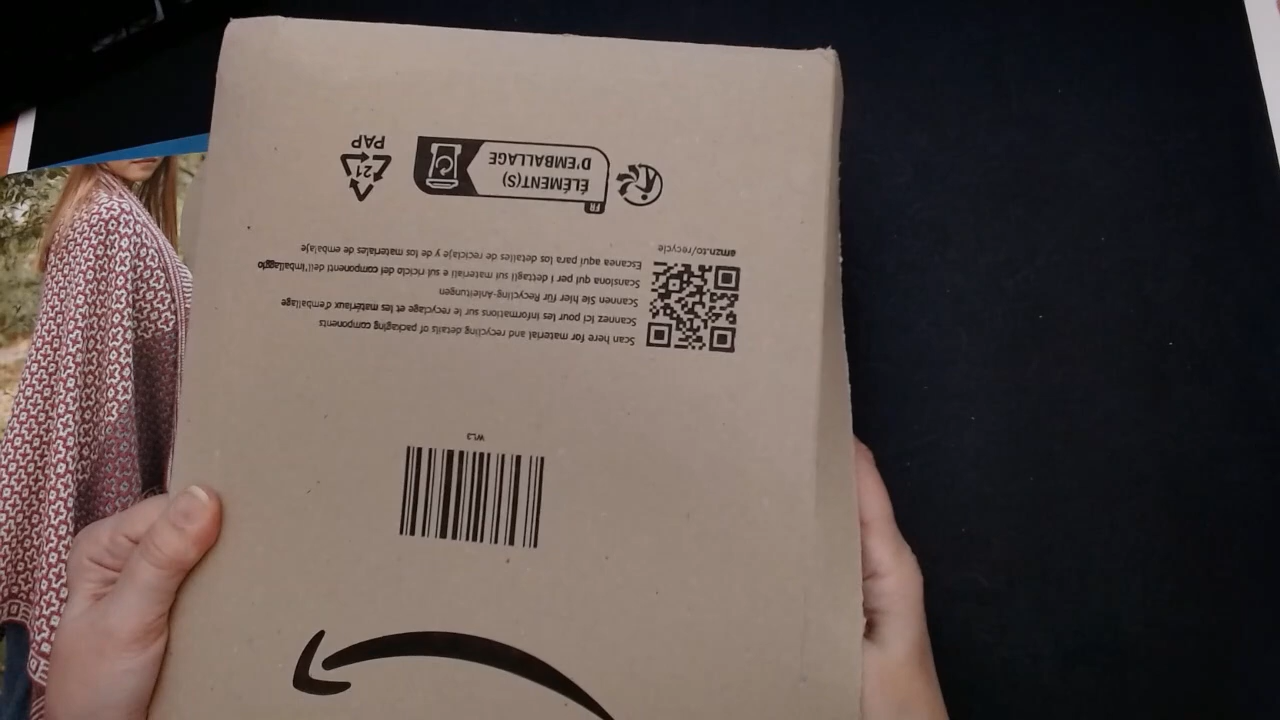 WL3
Scan here for material and recycling details of packaging components
Scannez ici pour les informations sur le recyclage et les matériaux d'emballage
Scannen Sie hier für Recycling-Anleitungen
Scansiona qui per i dettagli sui materiali e sul riciclo dei componenti dell'imballaggio
Escanea aquí para los detalles de reciclaje y de los materiales de embalaje
amzn.to/recycle
FR
ÉLÉMENT(S)
D'EMBALLAGE
21
PAP